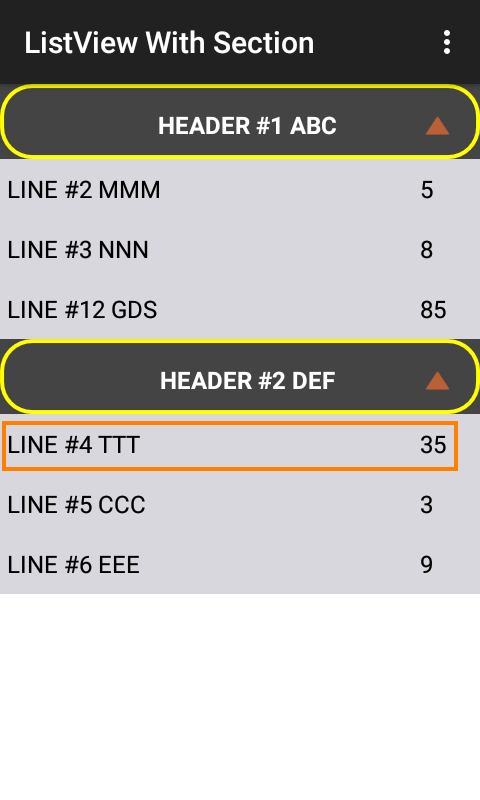 ListView With Section
HEADER #1 ABC
LINE #2 MMM 5
LINE #3 NNN 8
LINE #12 GDS 85
HEADER #2 DEF
LINE #4 TTT 35
LINE #5 CCC 3
LINE #6 EEE 9